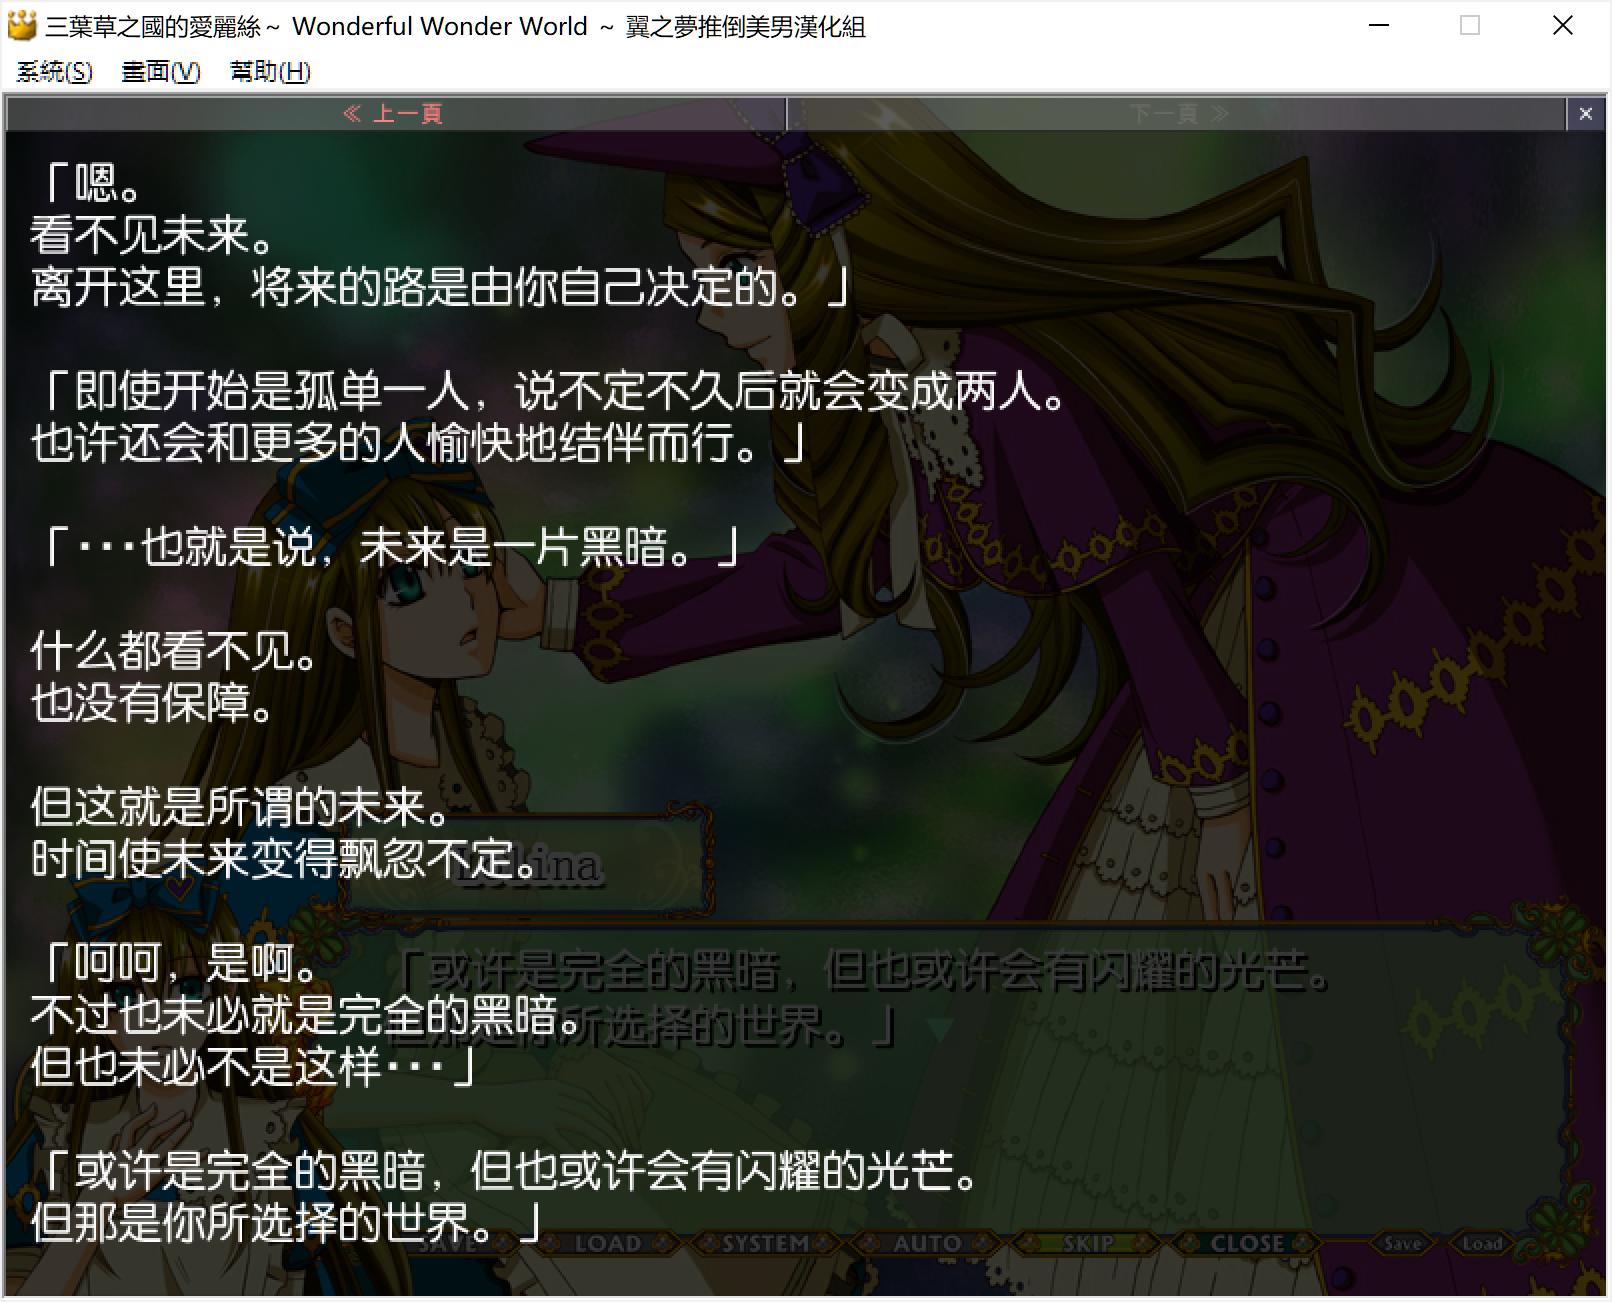 三葉草之國的愛麗絲～ Wonderful Wonder World ～ 翼之夢推倒美男漢化組
系統(S) 畫面(V) 幫助(H)
≪ 上一頁 下一頁 ≫
「嗯。
看不见未来。
离开这里，将来的路是由你自己决定的。」
「即使开始是孤单一人，说不定不久后就会变成两人。
也许还会和更多的人愉快地结伴而行。」
「···也就是说，未来是一片黑暗。」
什么都看不见。
也没有保障。
但这就是所谓的未来。
时间使未来变得飘忽不定。
「呵呵，是啊。
不过也未必就是完全的黑暗。
但也未必不是这样···」
「或许是完全的黑暗，但也或许会有闪耀的光芒。
但那是你所选择的世界。」
「或许是完全的黑暗，但也或许会有闪耀的光芒。
所选择的世界。」
SAVE LOAD SYSTEM AUTO SKIP CLOSE Save Load